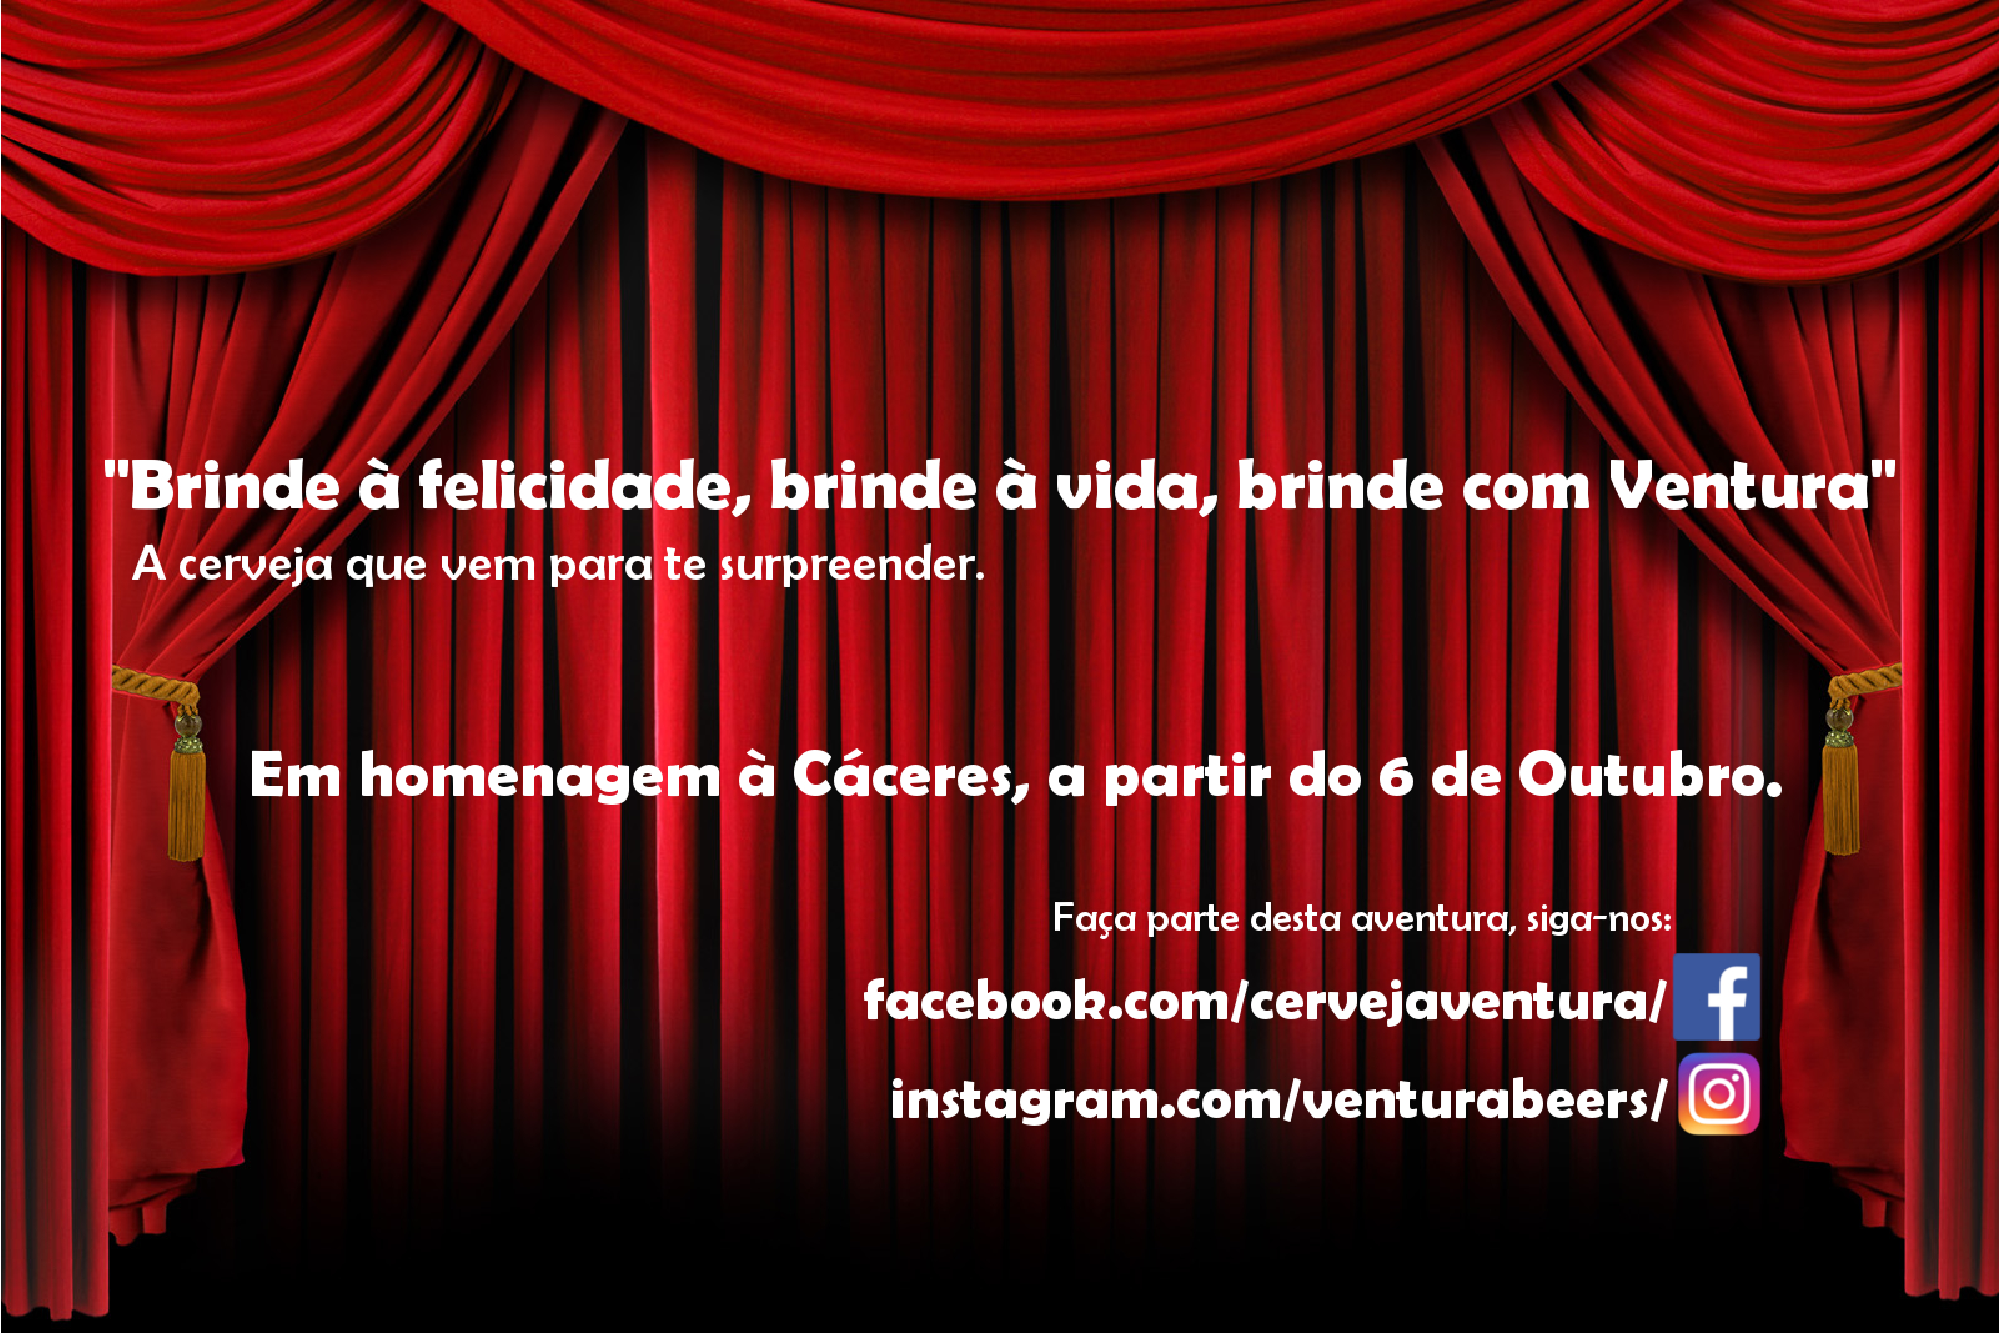 "Brinde à felicidade, brinde à vida, brinde com Ventura"
A cerveja que vem para te surpreender.
Em homenagem à Cáceres, a partir do 6 de Outubro.
Faça parte desta aventura, siga-nos:
facebook.com/cervejaventura/
instagram.com/venturabeers/